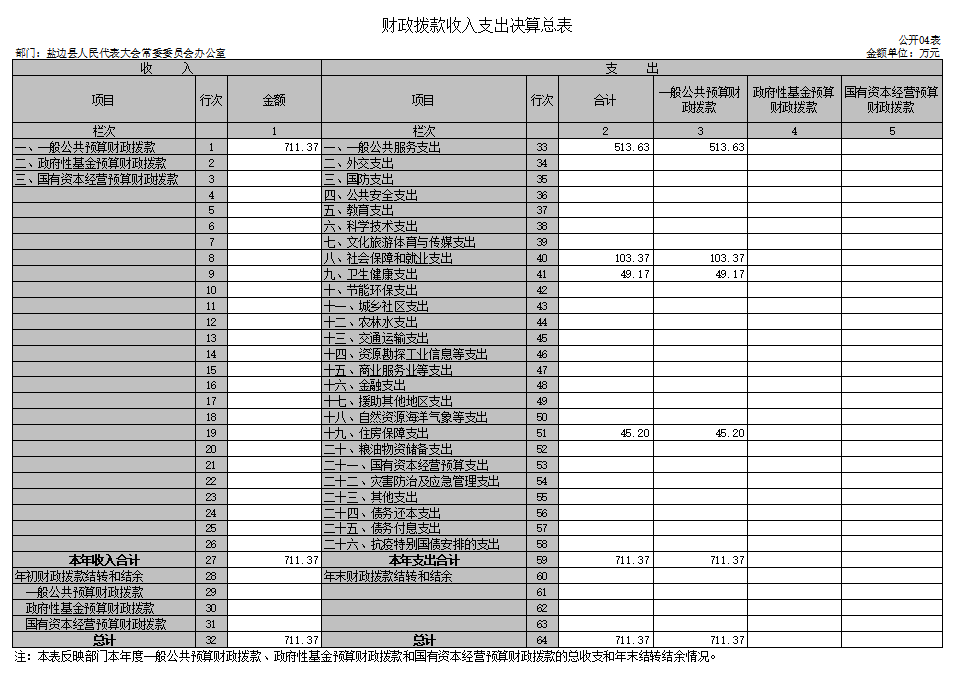 财政拨款收入支出决算总表
公开04表
部门：盐边县人民代表大会常委委员会办公室 金额单位：万元
收 入 支 出
项目 行次 金额 项目 行次 合计 一般公共预算财政拨款 政府性基金预算财政拨款 国有资本经营预算财政拨款
栏次 1 栏次 2 3 4 5
一、一般公共预算财政拨款 1 711.37 一、一般公共服务支出 33 513.63 513.63
二、政府性基金预算财政拨款 2 二、外交支出 34
三、国有资本经营预算财政拨款 3 三、国防支出 35
4 四、公共安全支出 36
5 五、教育支出 37
6 六、科学技术支出 38
7 七、文化旅游体育与传媒支出 39
8 八、社会保障和就业支出 40 103.37 103.37
9 九、卫生健康支出 41 49.17 49.17
10 十、节能环保支出 42
11 十一、城乡社区支出 43
12 十二、农林水支出 44
13 十三、交通运输支出 45
14 十四、资源勘探工业信息等支出 46
15 十五、商业服务业等支出 47
16 十六、金融支出 48
17 十七、援助其他地区支出 49
18 十八、自然资源海洋气象等支出 50
19 十九、住房保障支出 51 45.20 45.20
20 二十、粮油物资储备支出 52
21 二十一、国有资本经营预算支出 53
22 二十二、灾害防治及应急管理支出 54
23 二十三、其他支出 55
24 二十四、债务还本支出 56
25 二十五、债务付息支出 57
26 二十六、抗疫特别国债安排的支出 58
本年收入合计 27 711.37 本年支出合计 59 711.37 711.37
年初财政拨款结转和结余 28 年末财政拨款结转和结余 60
一般公共预算财政拨款 29 61
政府性基金预算财政拨款 30 62
国有资本经营预算财政拨款 31 63
总计 32 711.37 总计 64 711.37 711.37
注：本表反映部门本年度一般公共预算财政拨款、政府性基金预算财政拨款和国有资本经营预算财政拨款的总收支和年末结转结余情况。